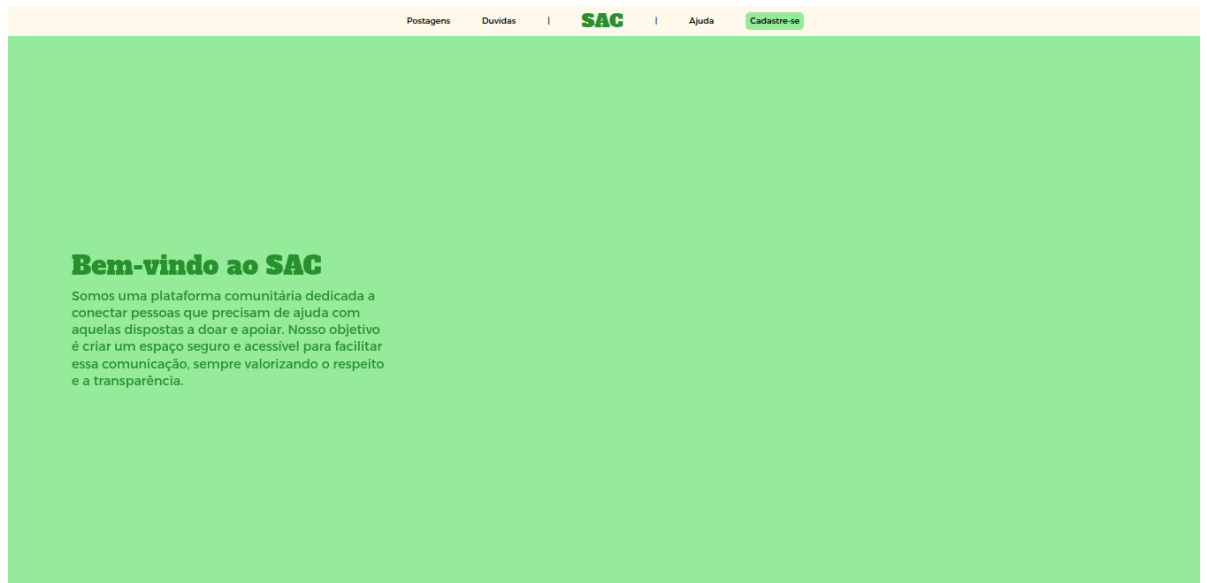 Postagens Duvidas | SAC | Ajuda Cadastre-se
Bem-vindo ao SAC
Somos uma plataforma comunitária dedicada a
conectar pessoas que precisam de ajuda com
aquelas dispostas a doar e apoiar. Nosso objetivo
é criar um espaço seguro e acessível para facilitar
essa comunicação, sempre valorizando o respeito
e a transparência.